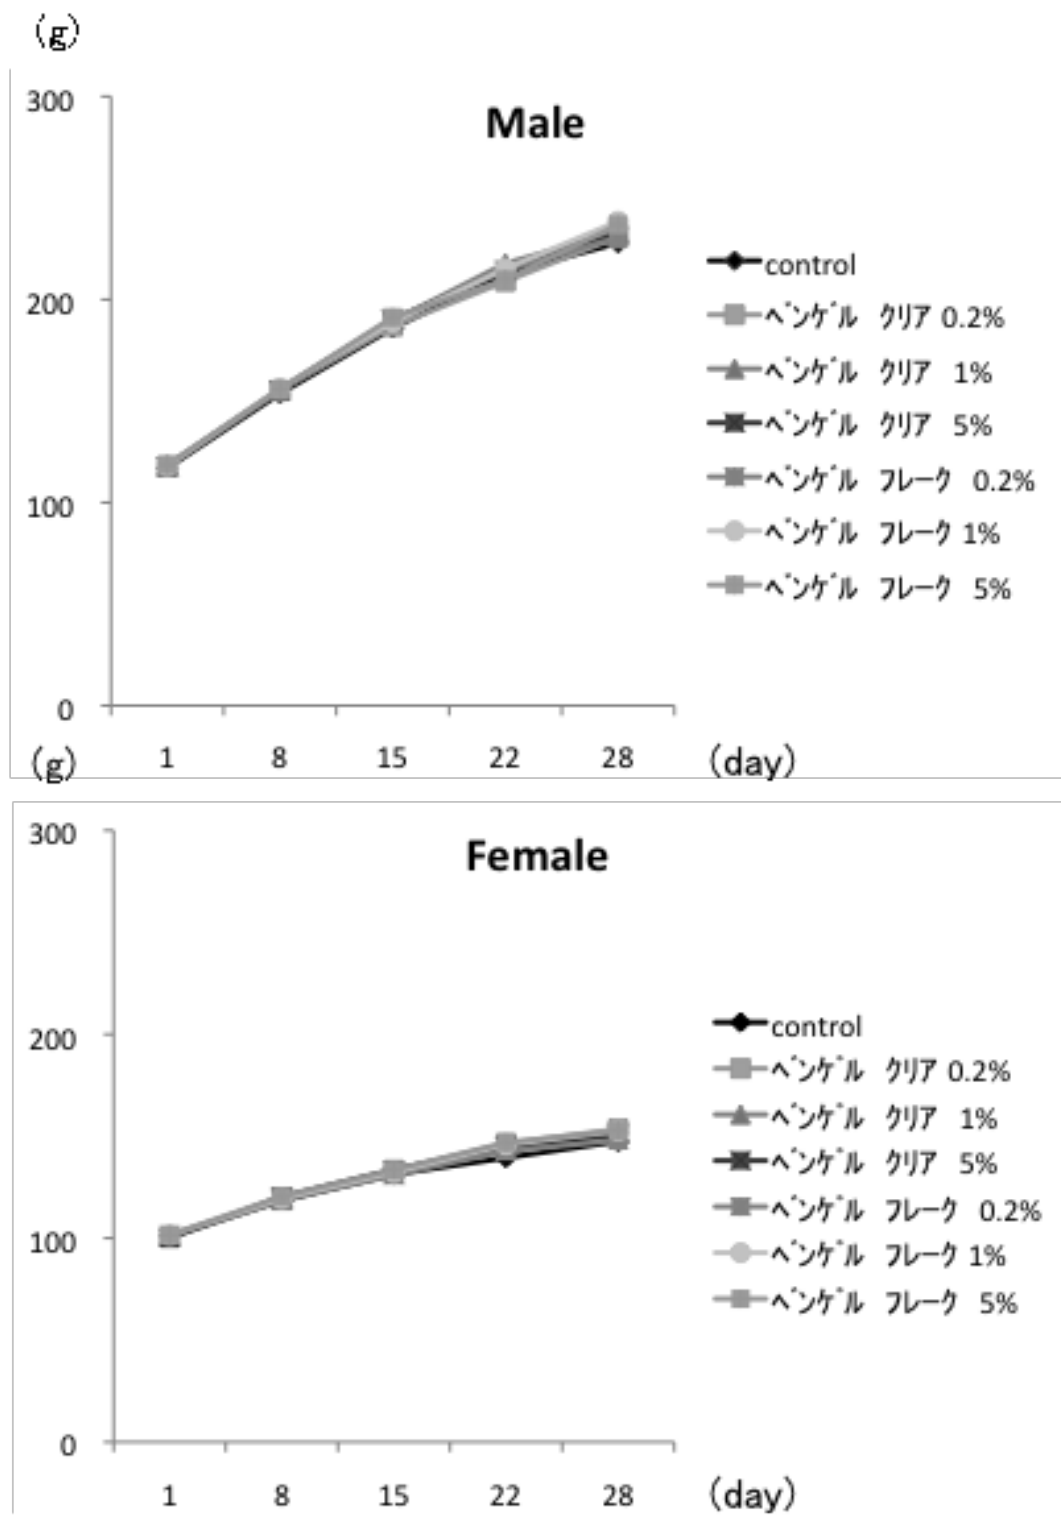 (g)
300
Male
control
ﾍﾞﾝｹﾞﾙ ｸﾘｱ 0.2%
200
ﾍﾞﾝｹﾞﾙ ｸﾘｱ 1%
ﾍﾞﾝｹﾞﾙ ｸﾘｱ 5%
ﾍﾞﾝｹﾞﾙ ﾌﾚｰｸ 0.2%
100
ﾍﾞﾝｹﾞﾙ ﾌﾚｰｸ 1%
ﾍﾞﾝｹﾞﾙ ﾌﾚｰｸ 5%
0
(g) 1 8 15 22 28 (day)
300
Female
200
control
ﾍﾞﾝｹﾞﾙ ｸﾘｱ 0.2%
ﾍﾞﾝｹﾞﾙ ｸﾘｱ 1%
ﾍﾞﾝｹﾞﾙ ｸﾘｱ 5%
ﾍﾞﾝｹﾞﾙ ﾌﾚｰｸ 0.2%
100
ﾍﾞﾝｹﾞﾙ ﾌﾚｰｸ 1%
ﾍﾞﾝｹﾞﾙ ﾌﾚｰｸ 5%
0
1 8 15 22 28 (day)